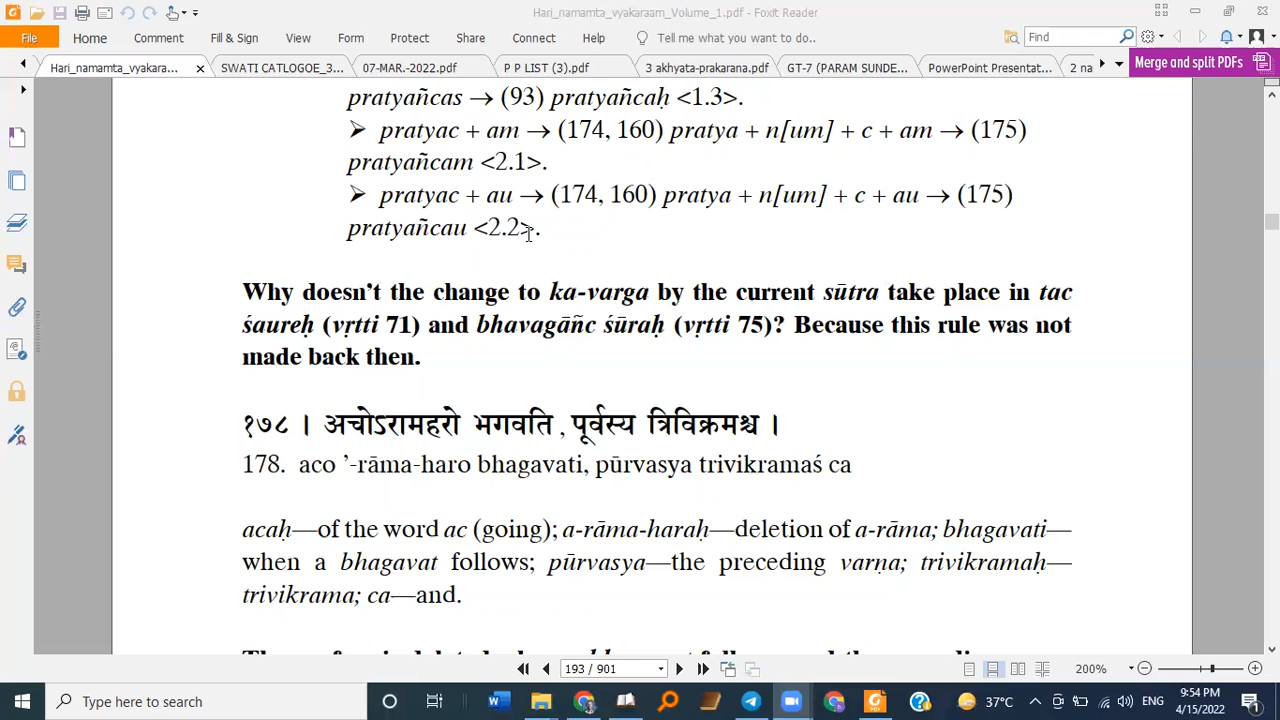 Hari_namamta_vyakaraam_Volume_1.pdf - Foxit Reader
File Home Comment Fill & Sign View Form Protect Share Connect Help Tell me what you want to do... Find
Hari_namamta_vyakara... SWATI CATLOGOE_3... 07-MAR.-2022.pdf P P LIST (3).pdf 3 akhyata-prakarana.pdf GT-7 (PARAM SUNDE... PowerPoint Presentat... 2 na Merge and split PDFs
pratyañcas → (93) pratyañcaḥ <1.3>.
➢ pratyac + am → (174, 160) pratya + n[um] + c + am → (175)
pratyañcam <2.1>.
➢ pratyac + au → (174, 160) pratya + n[um] + c + au → (175)
pratyañcau <2.2>.
Why doesn’t the change to ka-varga by the current sūtra take place in tac
śaureḥ (vṛtti 71) and bhavagāñc śūraḥ (vṛtti 75)? Because this rule was not
made back then.
१७८ । अचोऽरामहरो भगवति , पूर्वस्य त्रिविक्रमश्च ।
178. aco ’-rāma-haro bhagavati, pūrvasya trivikramaś ca
acaḥ—of the word ac (going); a-rāma-haraḥ—deletion of a-rāma; bhagavati—
when a bhagavat follows; pūrvasya—the preceding varṇa; trivikramaḥ—
trivikrama; ca—and.
193 / 901 200%
Type here to search 37°C ENG 9:54 PM
4/15/2022